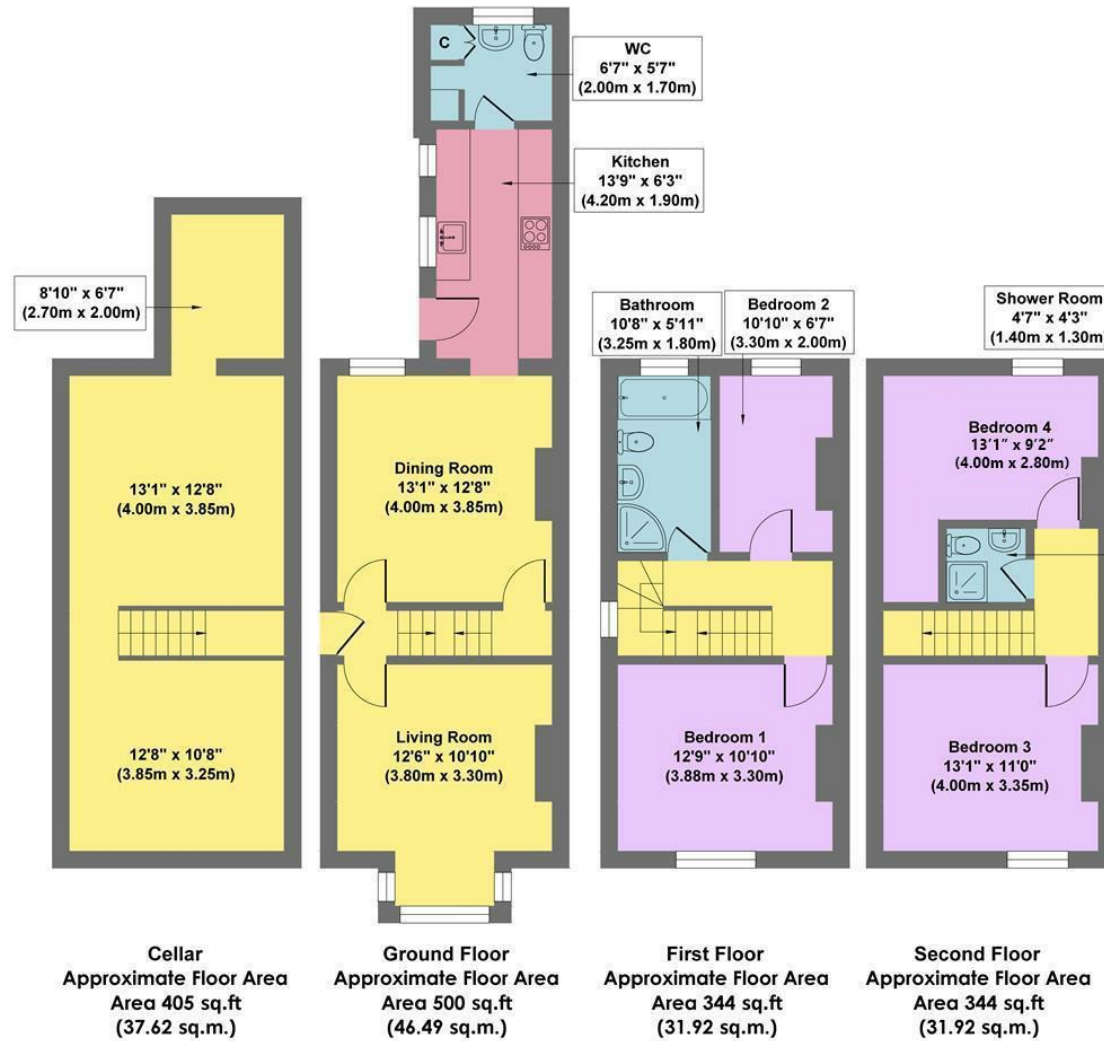 C
WC
6'7" x 5'7"
(2.00m x 1.70m)
Kitchen
13'9" x 6'3"
(4.20m x 1.90m)
8'10" x 6'7"
(2.70m x 2.00m)
Bathroom
10'8" x 5'11"
(3.25m x 1.80m)
Bedroom 2
10'10" x 6'7"
(3.30m x 2.00m)
Shower Room
4'7" x 4'3"
(1.40m x 1.30m)
13'1" x 12'8"
(4.00m x 3.85m)
Dining Room
13'1" x 12'8"
(4.00m x 3.85m)
Bedroom 4
13'1" x 9'2"
(4.00m x 2.80m)
12'8" x 10'8"
(3.85m x 3.25m)
Living Room
12'6" x 10'10"
(3.80m x 3.30m)
Bedroom 1
12'9" x 10'10"
(3.88m x 3.30m)
Bedroom 3
13'1" x 11'0"
(4.00m x 3.35m)
Cellar
Approximate Floor Area
Area 405 sq.ft
(37.62 sq.m.)
Ground Floor
Approximate Floor Area
Area 500 sq.ft
(46.49 sq.m.)
First Floor
Approximate Floor Area
Area 344 sq.ft
(31.92 sq.m.)
Second Floor
Approximate Floor Area
Area 344 sq.ft
(31.92 sq.m.)